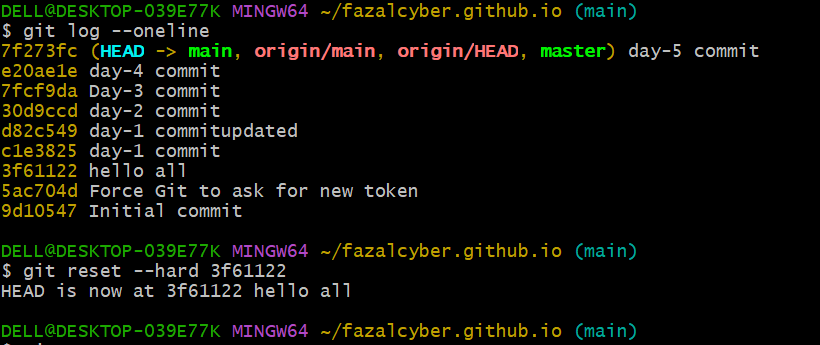 DELL@DESKTOP-039E77K MINGW64 ~/fazalcyber.github.io (main)
$ git log --oneline
7f273fc (HEAD -> main, origin/main, origin/HEAD, master) day-5 commit
e20ae1e day-4 commit
7fcf9da Day-3 commit
30d9ccd day-2 commit
d82c549 day-1 commitupdated
c1e3825 day-1 commit
3f61122 hello all
5ac704d Force Git to ask for new token
9d10547 Initial commit
DELL@DESKTOP-039E77K MINGW64 ~/fazalcyber.github.io (main)
$ git reset --hard 3f61122
HEAD is now at 3f61122 hello all
DELL@DESKTOP-039E77K MINGW64 ~/fazalcyber.github.io (main)